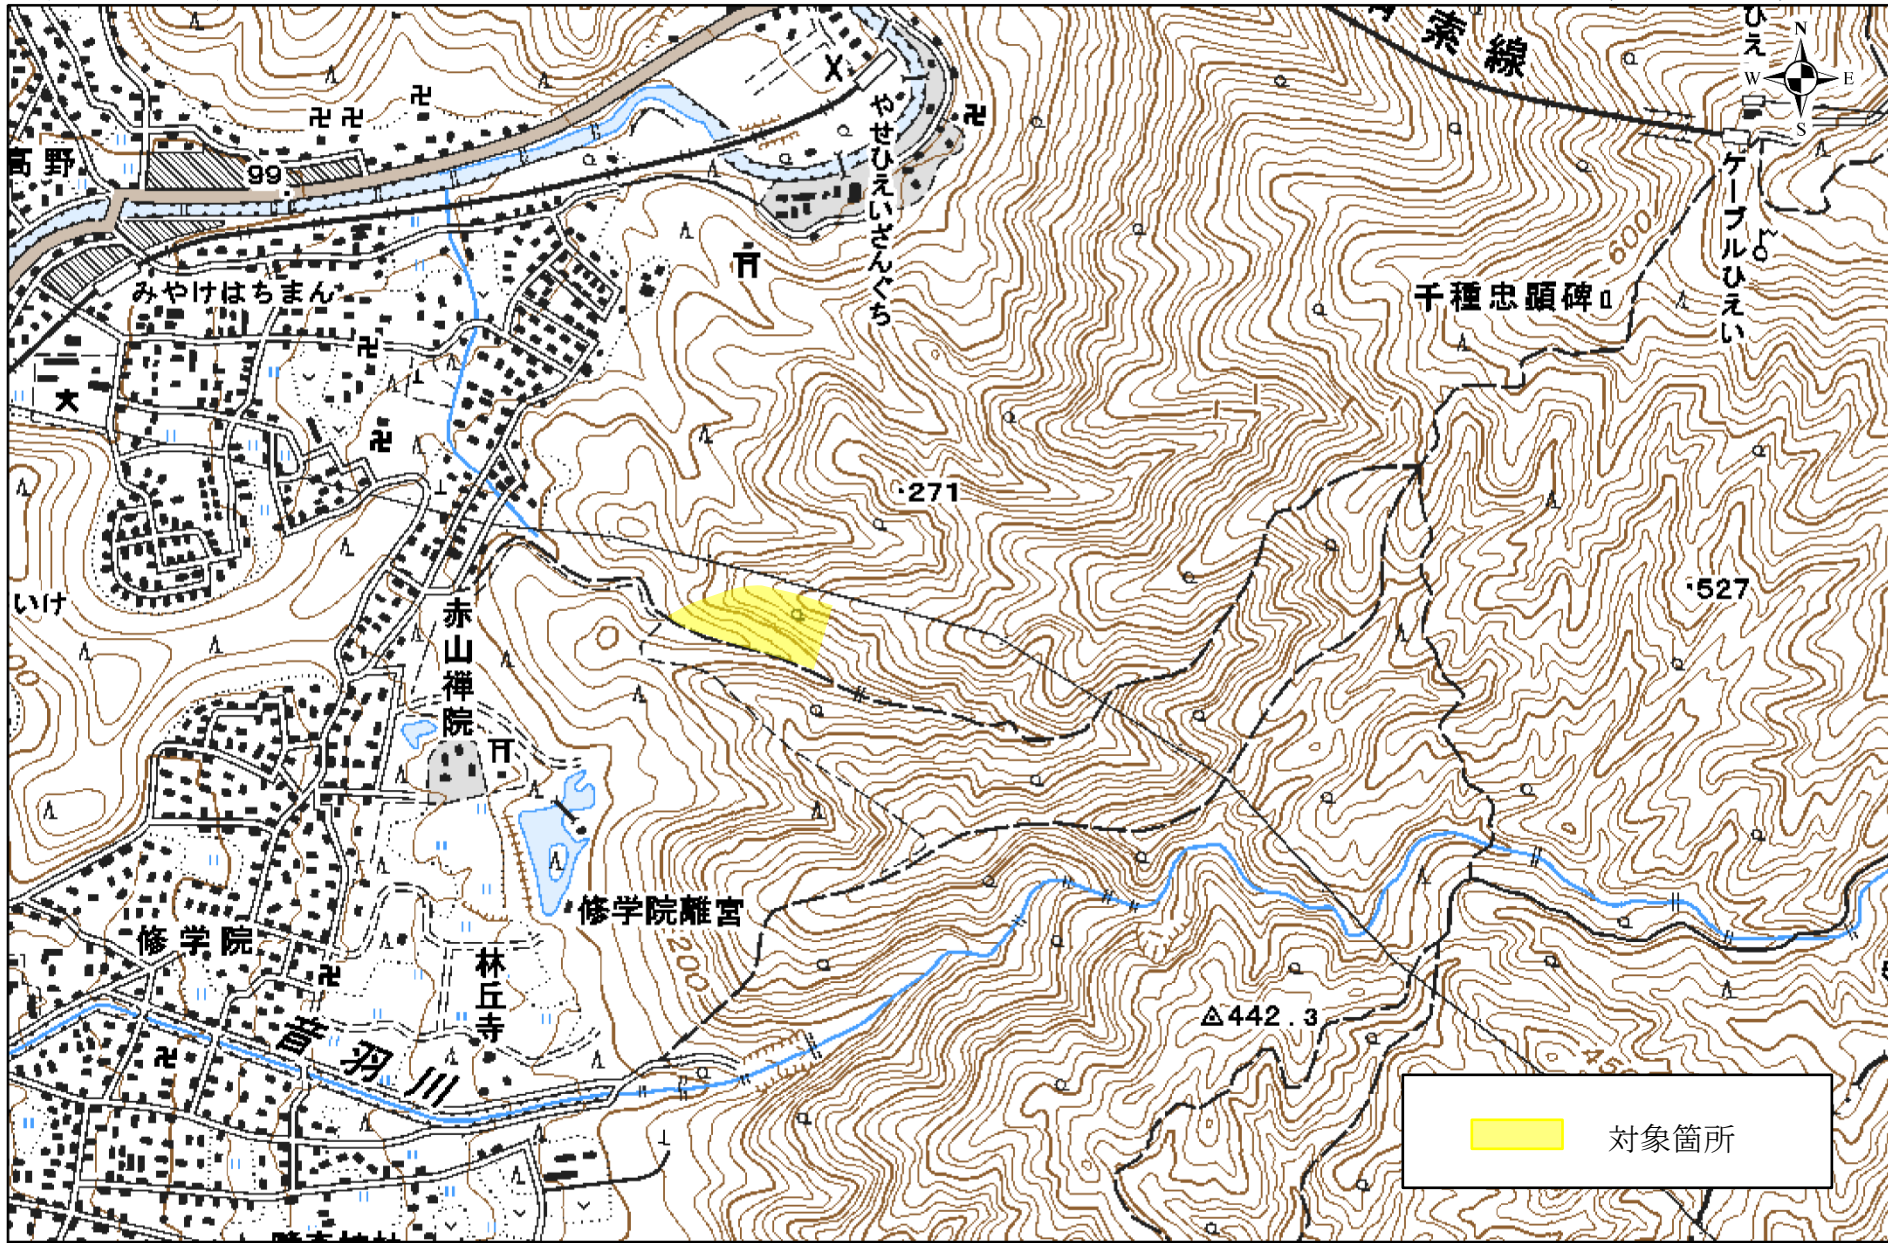 素線
ひえ
N
W
E
S
やせひえいざんぐち
高野
99
ケーブルひえい
600
みやけはちまん
千種忠顕碑
271
527
いけ
赤山禅院
修学院離宮
200
修学院
林丘寺
音羽川
442.3
450
対象箇所